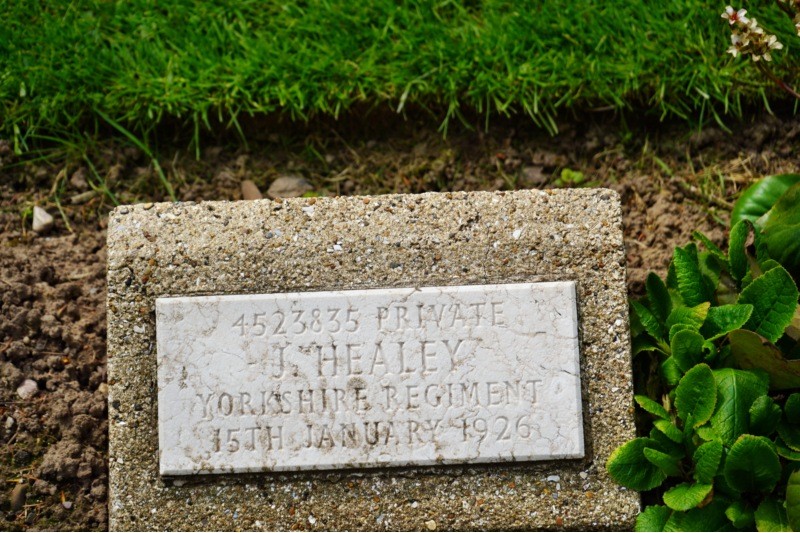 4523835 PRIVATE
J. HEALEY
YORKSHIRE REGIMENT
15TH JANUARY 1926